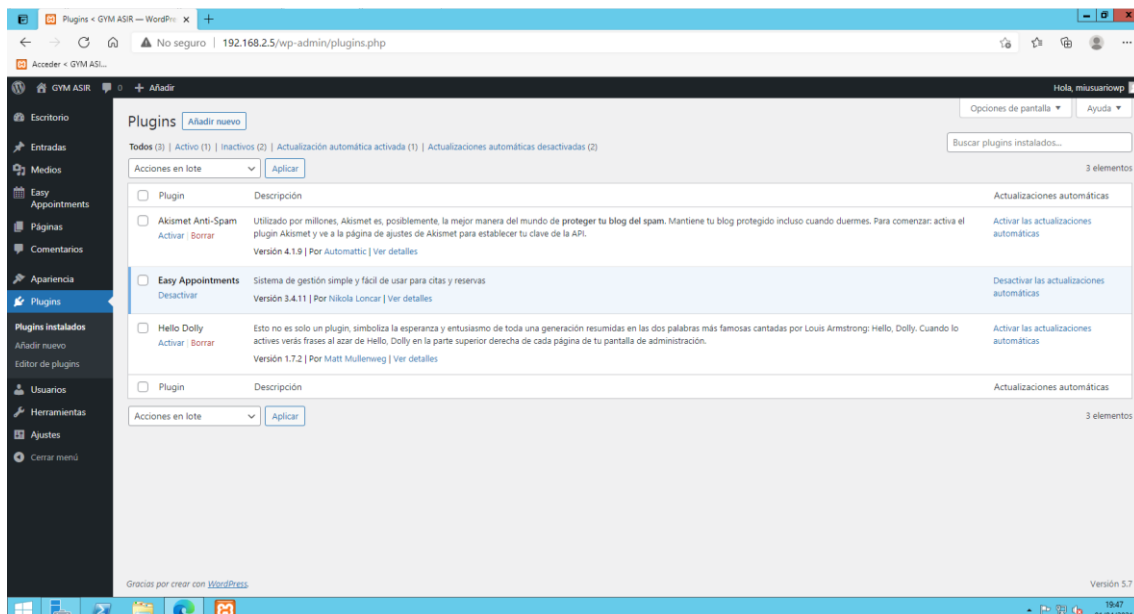 Plugins < GYM ASIR — WordPre
No seguro | 192.168.2.5/wp-admin/plugins.php
Acceder < GYM ASI...
GYM ASIR 0 + Añadir Hola, miusuariowp
Opciones de pantalla ▼ Ayuda ▼
Escritorio
Entradas
Medios
Easy
Appointments
Páginas
Comentarios
Apariencia
Plugins
Plugins instalados
Añadir nuevo
Editor de plugins
Usuarios
Herramientas
Ajustes
Cerrar menú
Plugins Añadir nuevo
Todos (3) | Activo (1) | Inactivos (2) | Actualización automática activada (1) | Actualizaciones automáticas desactivadas (2)
Buscar plugins instalados...
Acciones en lote Aplicar 3 elementos
Plugin Descripción Actualizaciones automáticas
Akismet Anti-Spam
Activar | Borrar
Utilizado por millones, Akismet es, posiblemente, la mejor manera del mundo de proteger tu blog del spam. Mantiene tu blog protegido incluso cuando duermes. Para comenzar: activa el
plugin Akismet y ve a la página de ajustes de Akismet para establecer tu clave de la API.
Versión 4.1.9 | Por Automattic | Ver detalles
Activar las actualizaciones
automáticas
Easy Appointments
Desactivar
Sistema de gestión simple y fácil de usar para citas y reservas
Versión 3.4.11 | Por Nikola Loncar | Ver detalles
Desactivar las actualizaciones
automáticas
Hello Dolly
Activar | Borrar
Esto no es solo un plugin, simboliza la esperanza y entusiasmo de toda una generación resumidas en las dos palabras más famosas cantadas por Louis Armstrong: Hello, Dolly. Cuando lo
actives verás frases al azar de Hello, Dolly en la parte superior derecha de cada página de tu pantalla de administración.
Versión 1.7.2 | Por Matt Mullenweg | Ver detalles
Activar las actualizaciones
automáticas
Plugin Descripción Actualizaciones automáticas
Acciones en lote Aplicar 3 elementos
Gracias por crear con WordPress. Versión 5.7
19:47